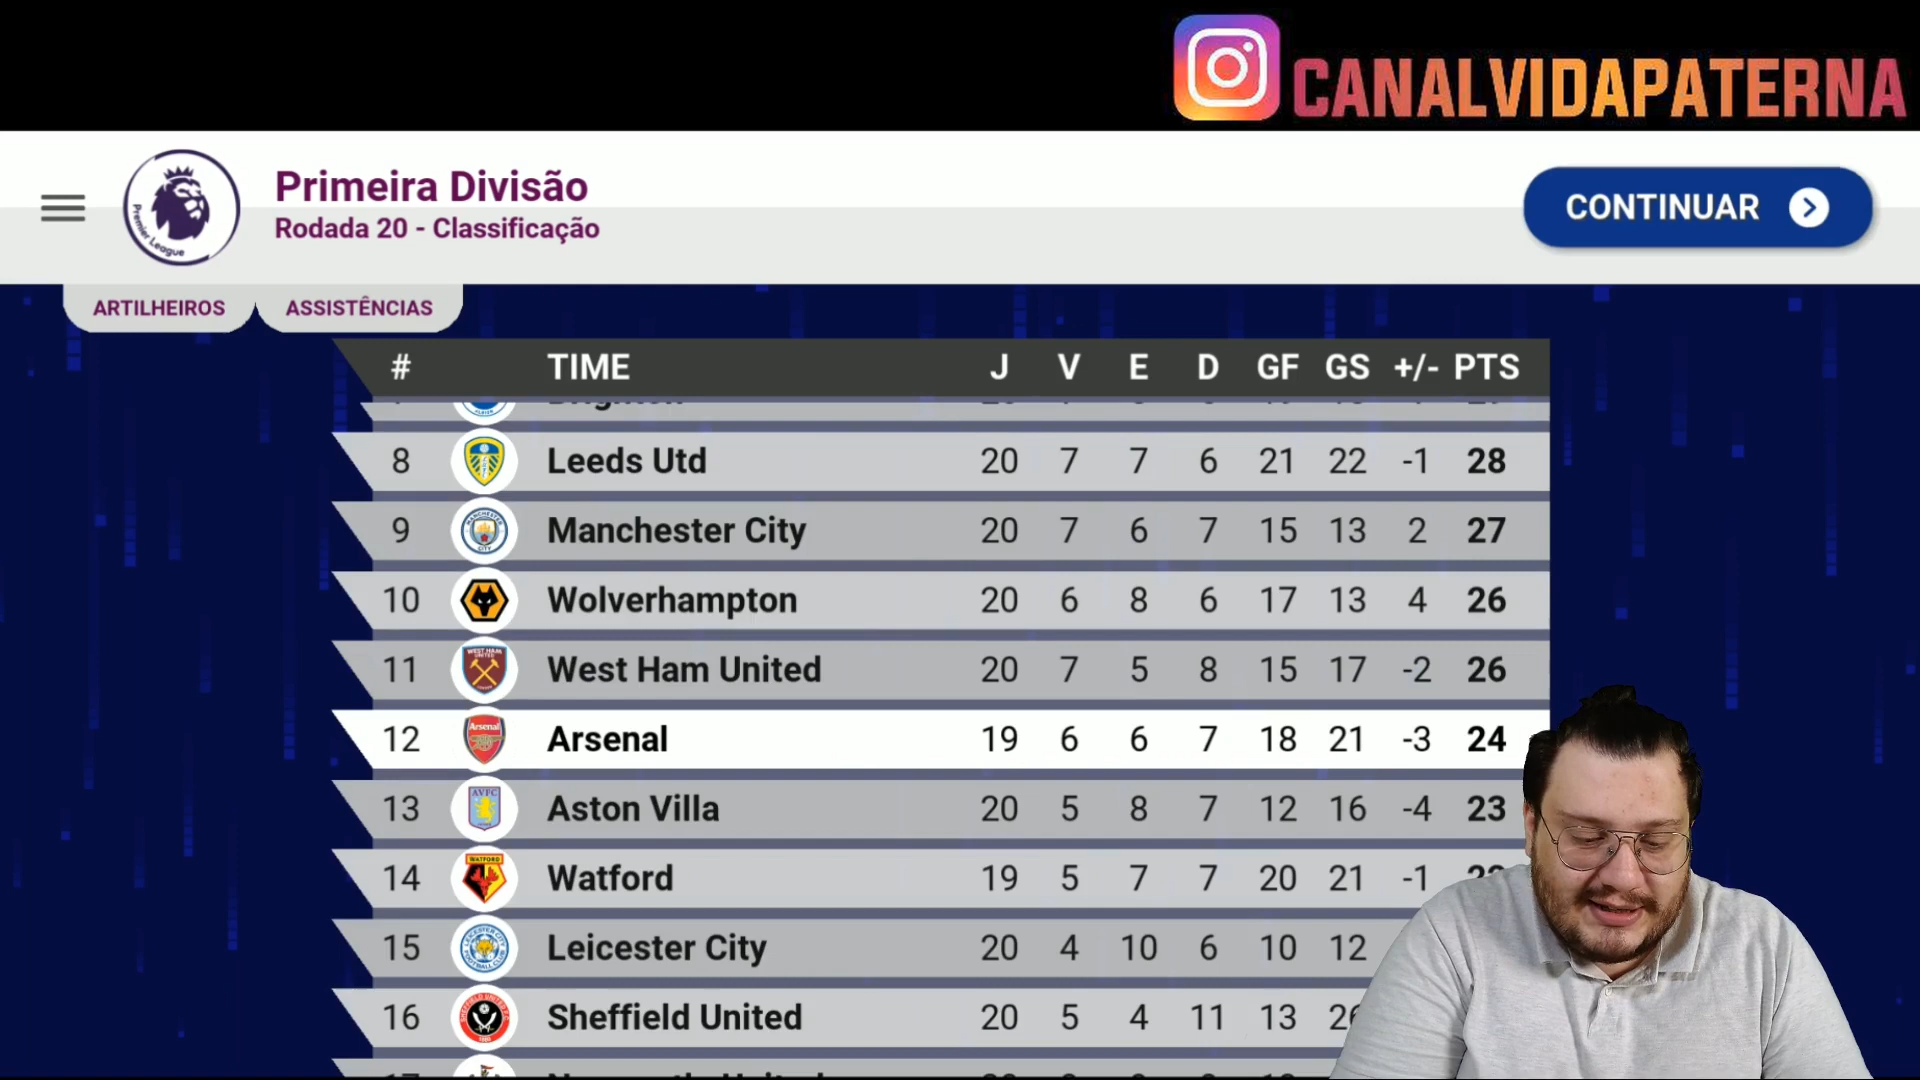 CANALVIDAPATERNA
Primeira Divisão
Rodada 20 - Classificação
CONTINUAR
ARTILHEIROS ASSISTÊNCIAS
# TIME J V E D GF GS +/- PTS
8 Leeds Utd 20 7 7 6 21 22 -1 28
9 Manchester City 20 7 6 7 15 13 2 27
10 Wolverhampton 20 6 8 6 17 13 4 26
11 West Ham United 20 7 5 8 15 17 -2 26
12 Arsenal 19 6 6 7 18 21 -3 24
13 Aston Villa 20 5 8 7 12 16 -4 23
14 Watford 19 5 7 7 20 21 -1
15 Leicester City 20 4 10 6 10 12
16 Sheffield United 20 5 4 11 13